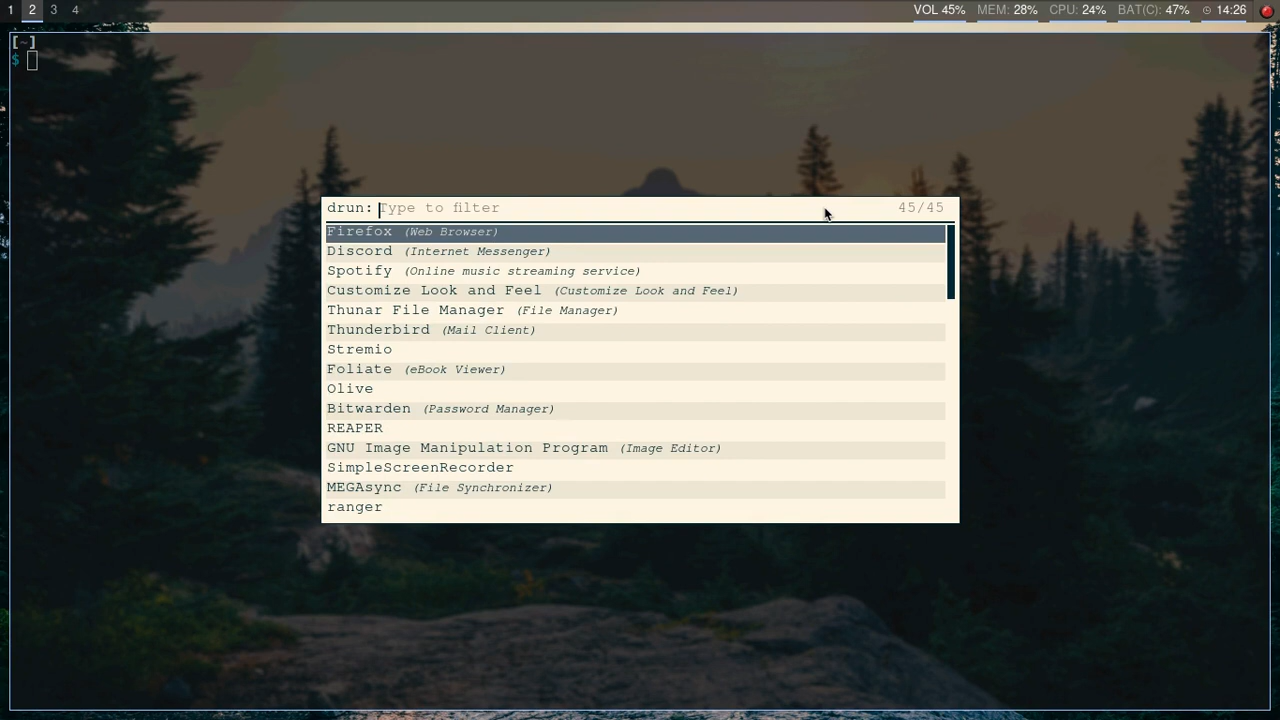 1 2 3 4 VOL 45% MEM: 28% CPU: 24% BAT(C): 47% 14:26
[~]
$
drun: Type to filter 45/45
Firefox (Web Browser)
Discord (Internet Messenger)
Spotify (Online music streaming service)
Customize Look and Feel (Customize Look and Feel)
Thunar File Manager (File Manager)
Thunderbird (Mail Client)
Stremio
Foliate (eBook Viewer)
Olive
Bitwarden (Password Manager)
REAPER
GNU Image Manipulation Program (Image Editor)
SimpleScreenRecorder
MEGAsync (File Synchronizer)
ranger